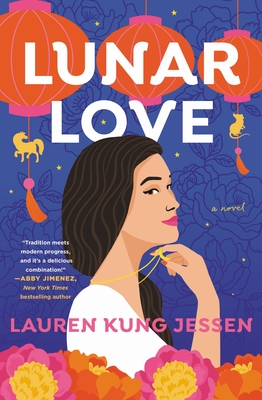 LUNAR
LOVE
a novel
"Tradition meets
modern progress,
and it's a delicious
combination!"
—ABBY JIMENEZ,
New York Times
bestselling author
LAUREN KUNG JESSEN